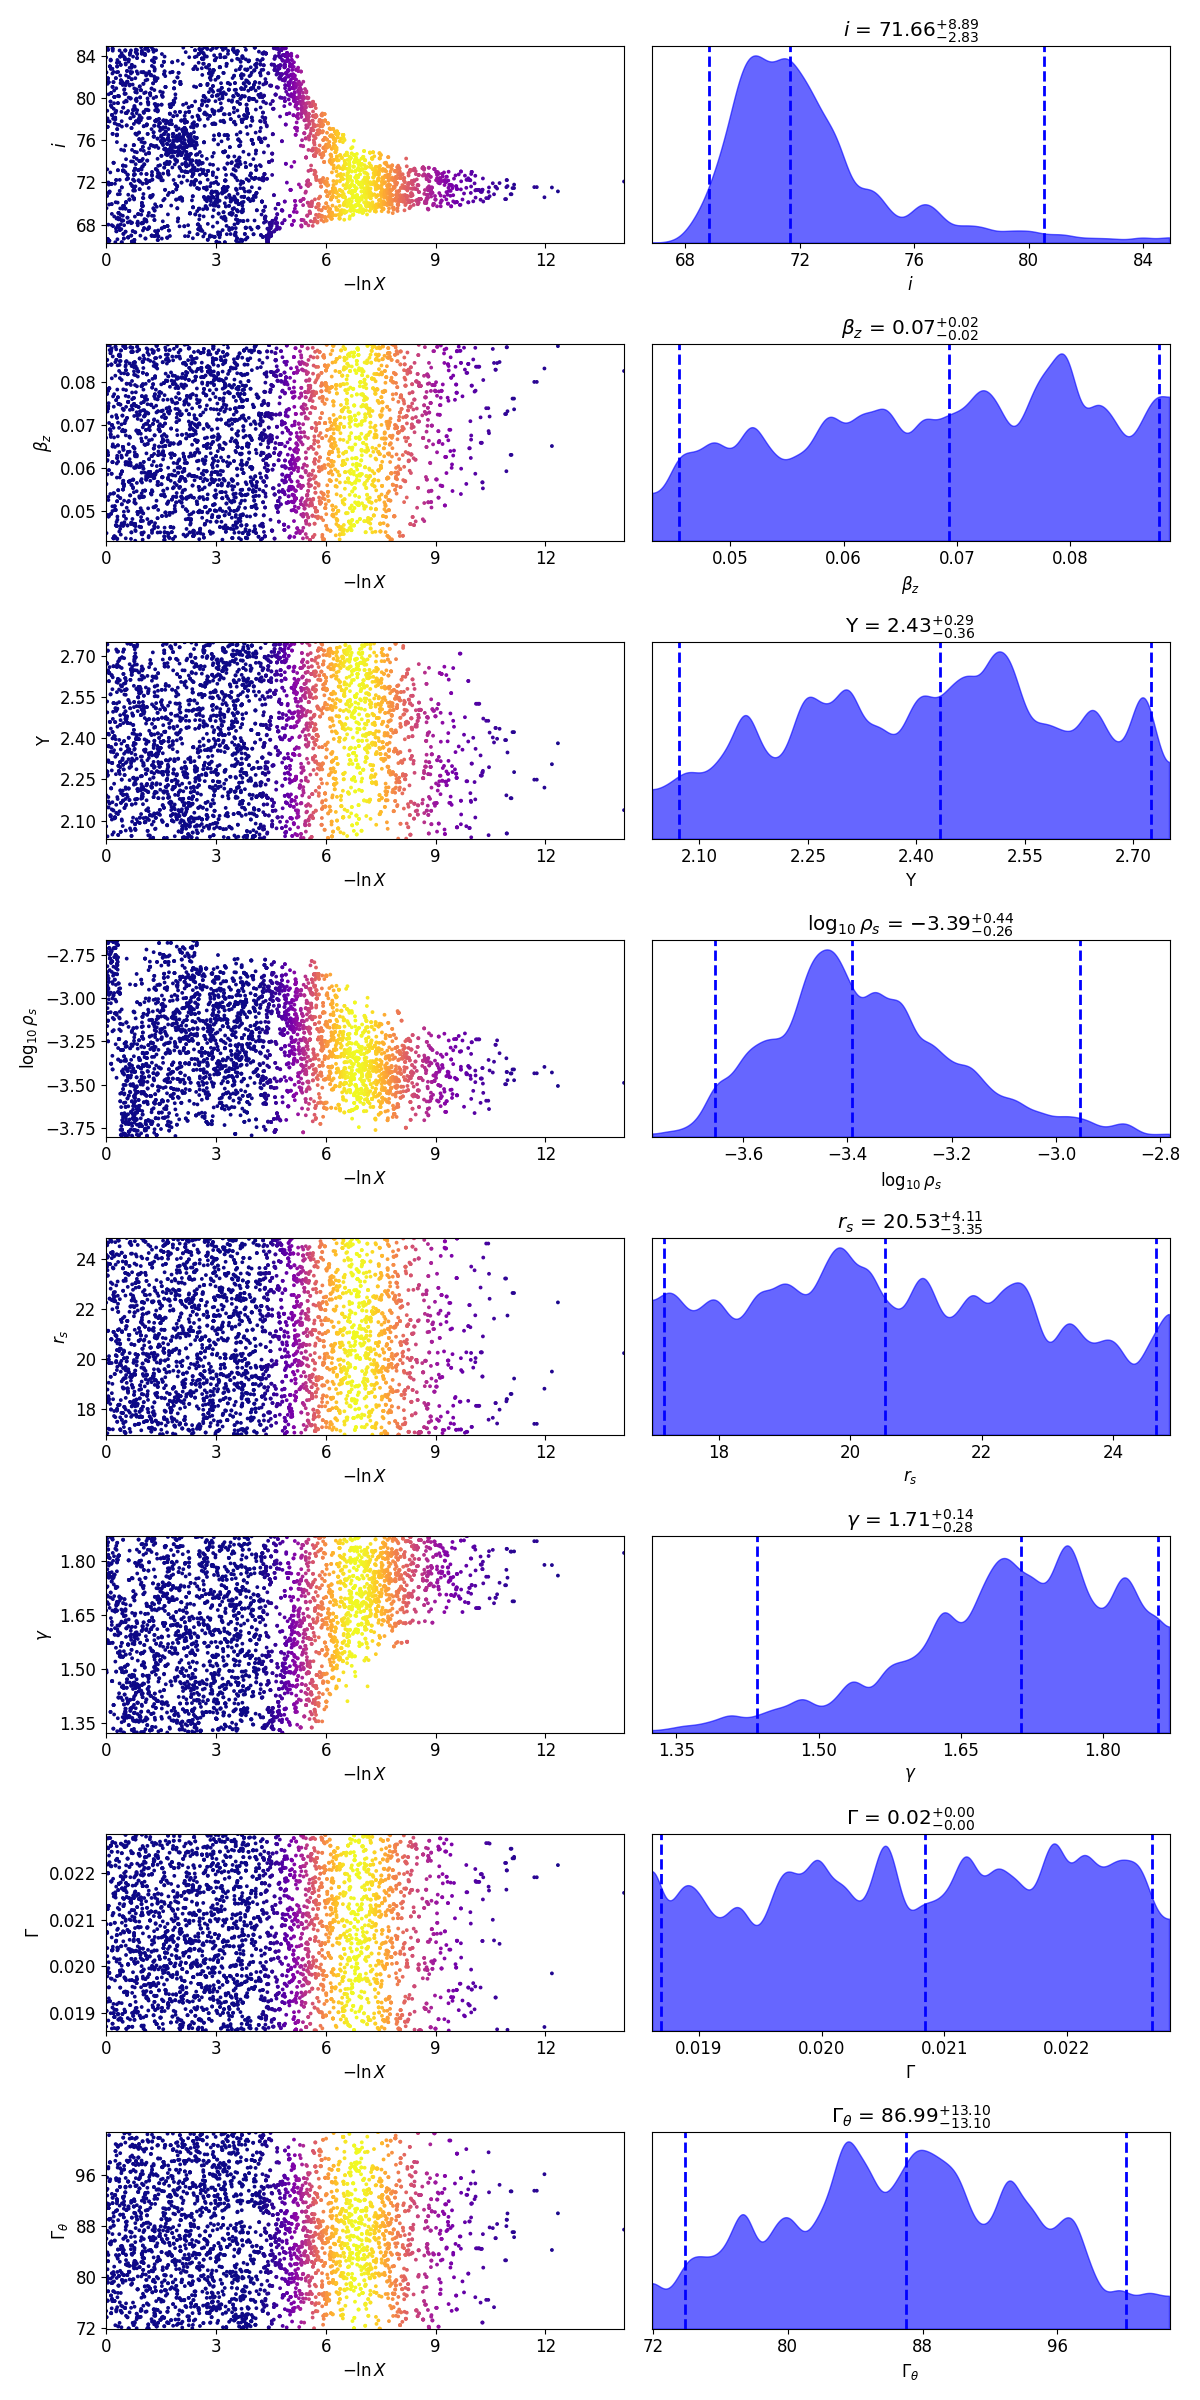 i = 71.66+8.89−2.83
84
80
76
72
68
i
0 3 6 9 12
68 72 76 80 84
−ln X
i
βz = 0.07+0.02−0.02
0.08
0.07
0.06
0.05
βz
0 3 6 9 12
0.05 0.06 0.07 0.08
−ln X
βz
Υ = 2.43+0.29−0.36
2.70
2.55
2.40
2.25
2.10
Υ
0 3 6 9 12
2.10 2.25 2.40 2.55 2.70
−ln X
Υ
log10 ρs = −3.39+0.44−0.26
−2.75
−3.00
−3.25
−3.50
−3.75
log10 ρs
0 3 6 9 12
−3.6 −3.4 −3.2 −3.0 −2.8
−ln X
log10 ρs
rs = 20.53+4.11−3.35
24
22
20
18
rs
0 3 6 9 12
18 20 22 24
−ln X
rs
γ = 1.71+0.14−0.28
1.80
1.65
1.50
1.35
γ
0 3 6 9 12
1.35 1.50 1.65 1.80
−ln X
γ
Γ = 0.02+0.00−0.00
0.022
0.021
0.020
0.019
Γ
0 3 6 9 12
0.019 0.020 0.021 0.022
−ln X
Γ
Γθ = 86.99+13.10−13.10
96
88
80
72
Γθ
0 3 6 9 12
72 80 88 96
−ln X
Γθ